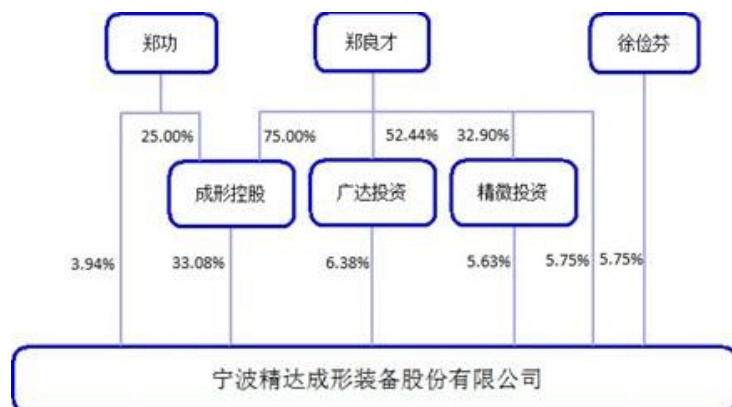 郑功 郑良才 徐俭芬
25.00% 75.00% 52.44% 32.90%
成形控股 广达投资 精微投资
3.94% 33.08% 6.38% 5.63% 5.75% 5.75%
宁波精达成形装备股份有限公司